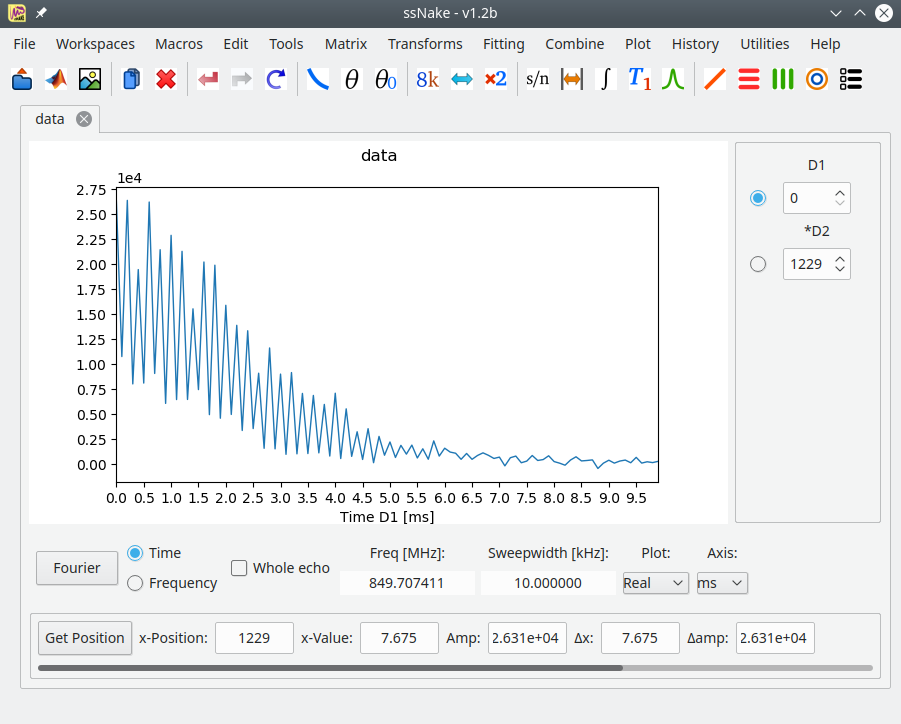 ssNake - v1.2b
File Workspaces Macros Edit Tools Matrix Transforms Fitting Combine Plot History Utilities Help
θ θ0 8k ×2 s/n ∫ T1
data
data
1e4
2.75
2.50
2.25
2.00
1.75
1.50
1.25
1.00
0.75
0.50
0.25
0.00
0.0 0.5 1.0 1.5 2.0 2.5 3.0 3.5 4.0 4.5 5.0 5.5 6.0 6.5 7.0 7.5 8.0 8.5 9.0 9.5
Time D1 [ms]
D1
0
*D2
1229
Fourier
Time
Frequency
Whole echo
Freq [MHz]: Sweepwidth [kHz]: Plot: Axis:
849.707411 10.000000 Real ms
Get Position x-Position: 1229 x-Value: 7.675 Amp: 2.631e+04 Δx: 7.675 Δamp: 2.631e+04